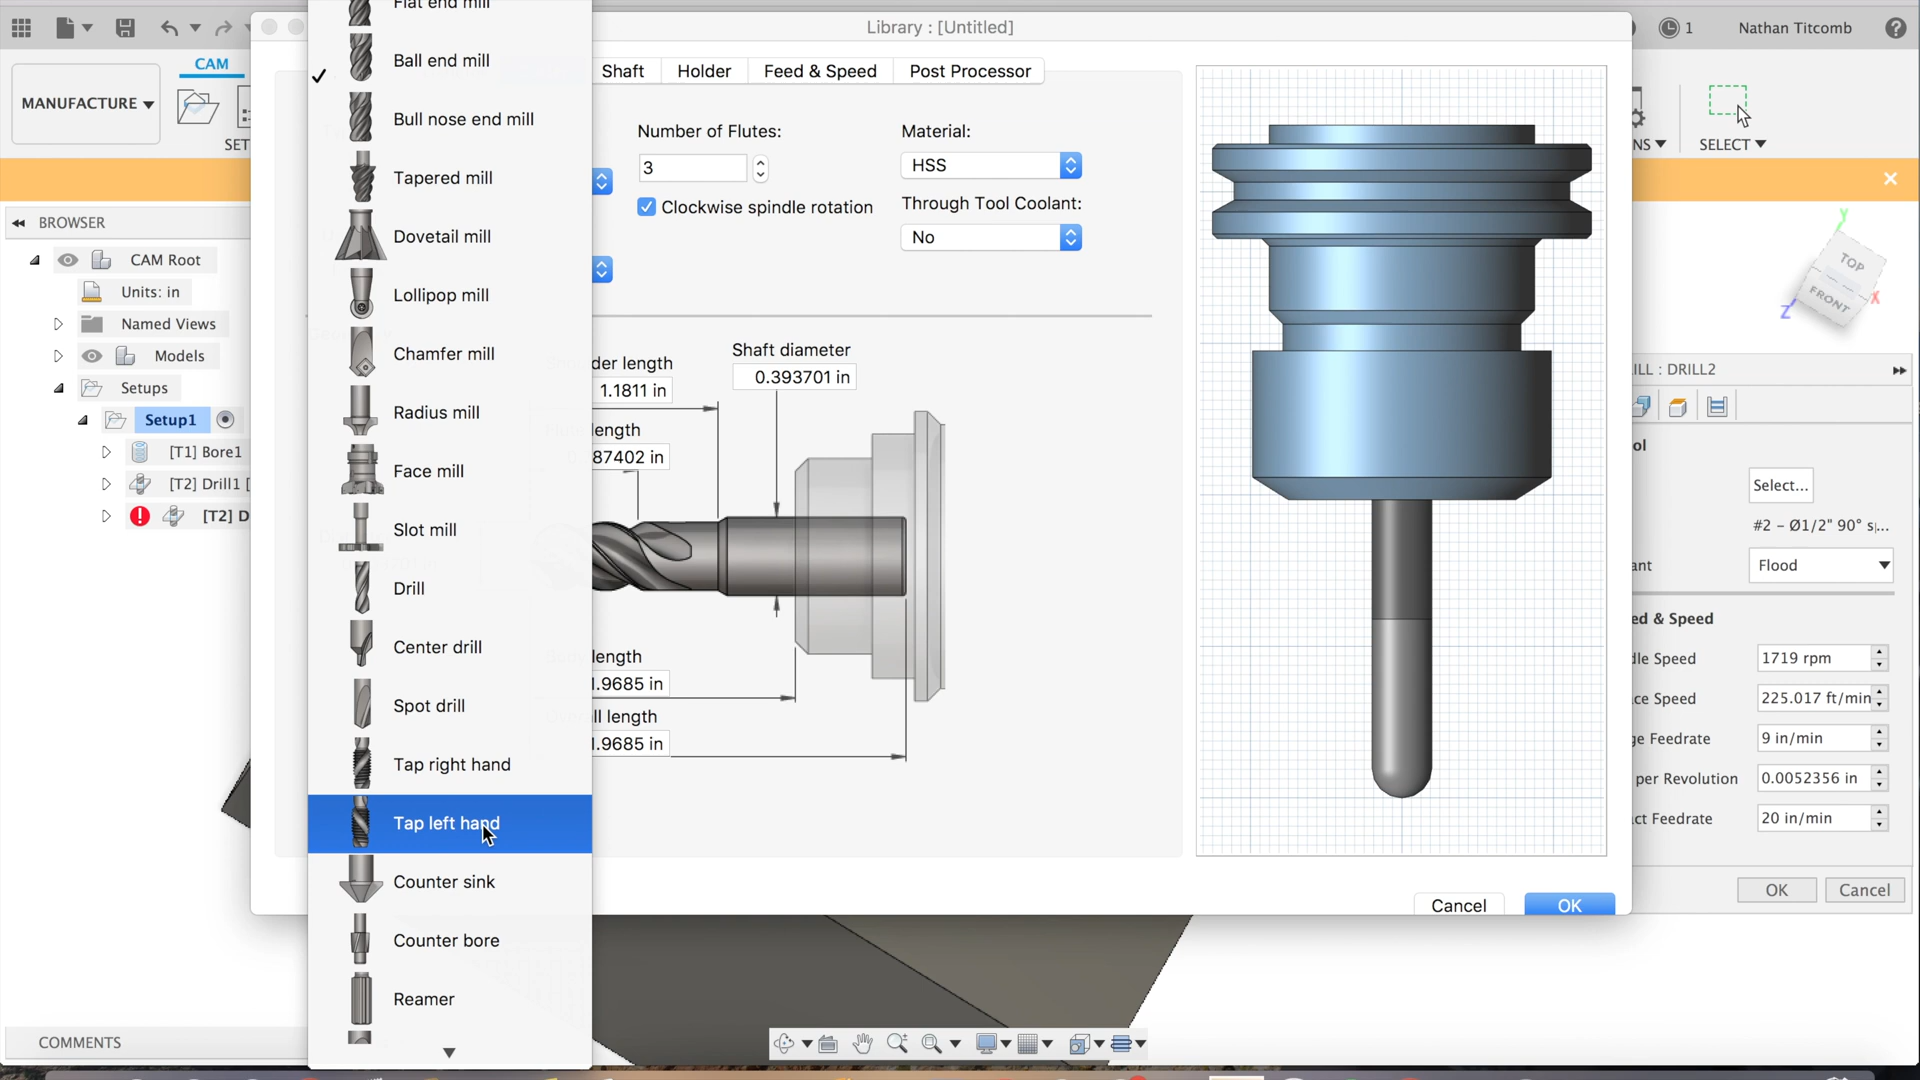 Library : [Untitled]
1
Nathan Titcomb
MANUFACTURE
CAM
SET
NS
SELECT
BROWSER
CAM Root
Units: in
Named Views
Models
Setups
Setup1
[T1] Bore1
[T2] Drill1 [
[T2] D
COMMENTS
Flat end mill
Ball end mill
Bull nose end mill
Tapered mill
Dovetail mill
Lollipop mill
Chamfer mill
Radius mill
Face mill
Slot mill
Drill
Center drill
Spot drill
Tap right hand
Tap left hand
Counter sink
Counter bore
Reamer
Shaft
Holder
Feed & Speed
Post Processor
Number of Flutes:
3
Clockwise spindle rotation
Material:
HSS
Through Tool Coolant:
No
der length
1.1811 in
Shaft diameter
0.393701 in
length
87402 in
length
1.9685 in
ll length
1.9685 in
Cancel
OK
TOP
FRONT
Y
X
Z
ILL : DRILL2
ol
Select...
#2 - Ø1/2" 90° s...
ant
Flood
ed & Speed
dle Speed
1719 rpm
ce Speed
225.017 ft/min
ge Feedrate
9 in/min
per Revolution
0.0052356 in
ct Feedrate
20 in/min
OK
Cancel